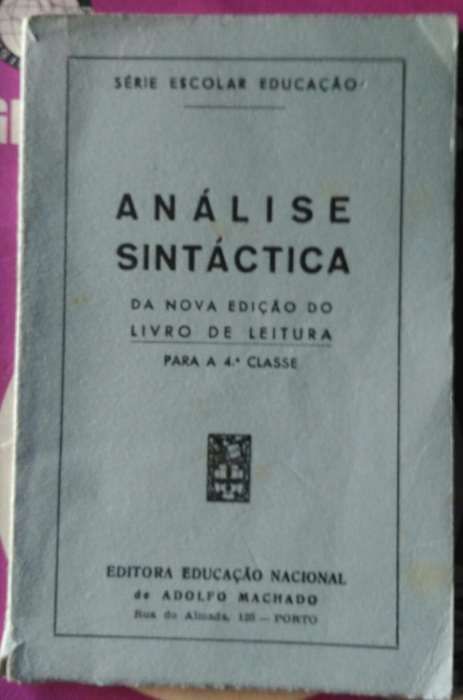 SÉRIE ESCOLAR EDUCAÇÃO
ANÁLISE
SINTÁCTICA
DA NOVA EDIÇÃO DO
LIVRO DE LEITURA
PARA A 4.ª CLASSE
EDITORA EDUCAÇÃO NACIONAL
de ADOLFO MACHADO
Rua do Almada, 125 — PORTO